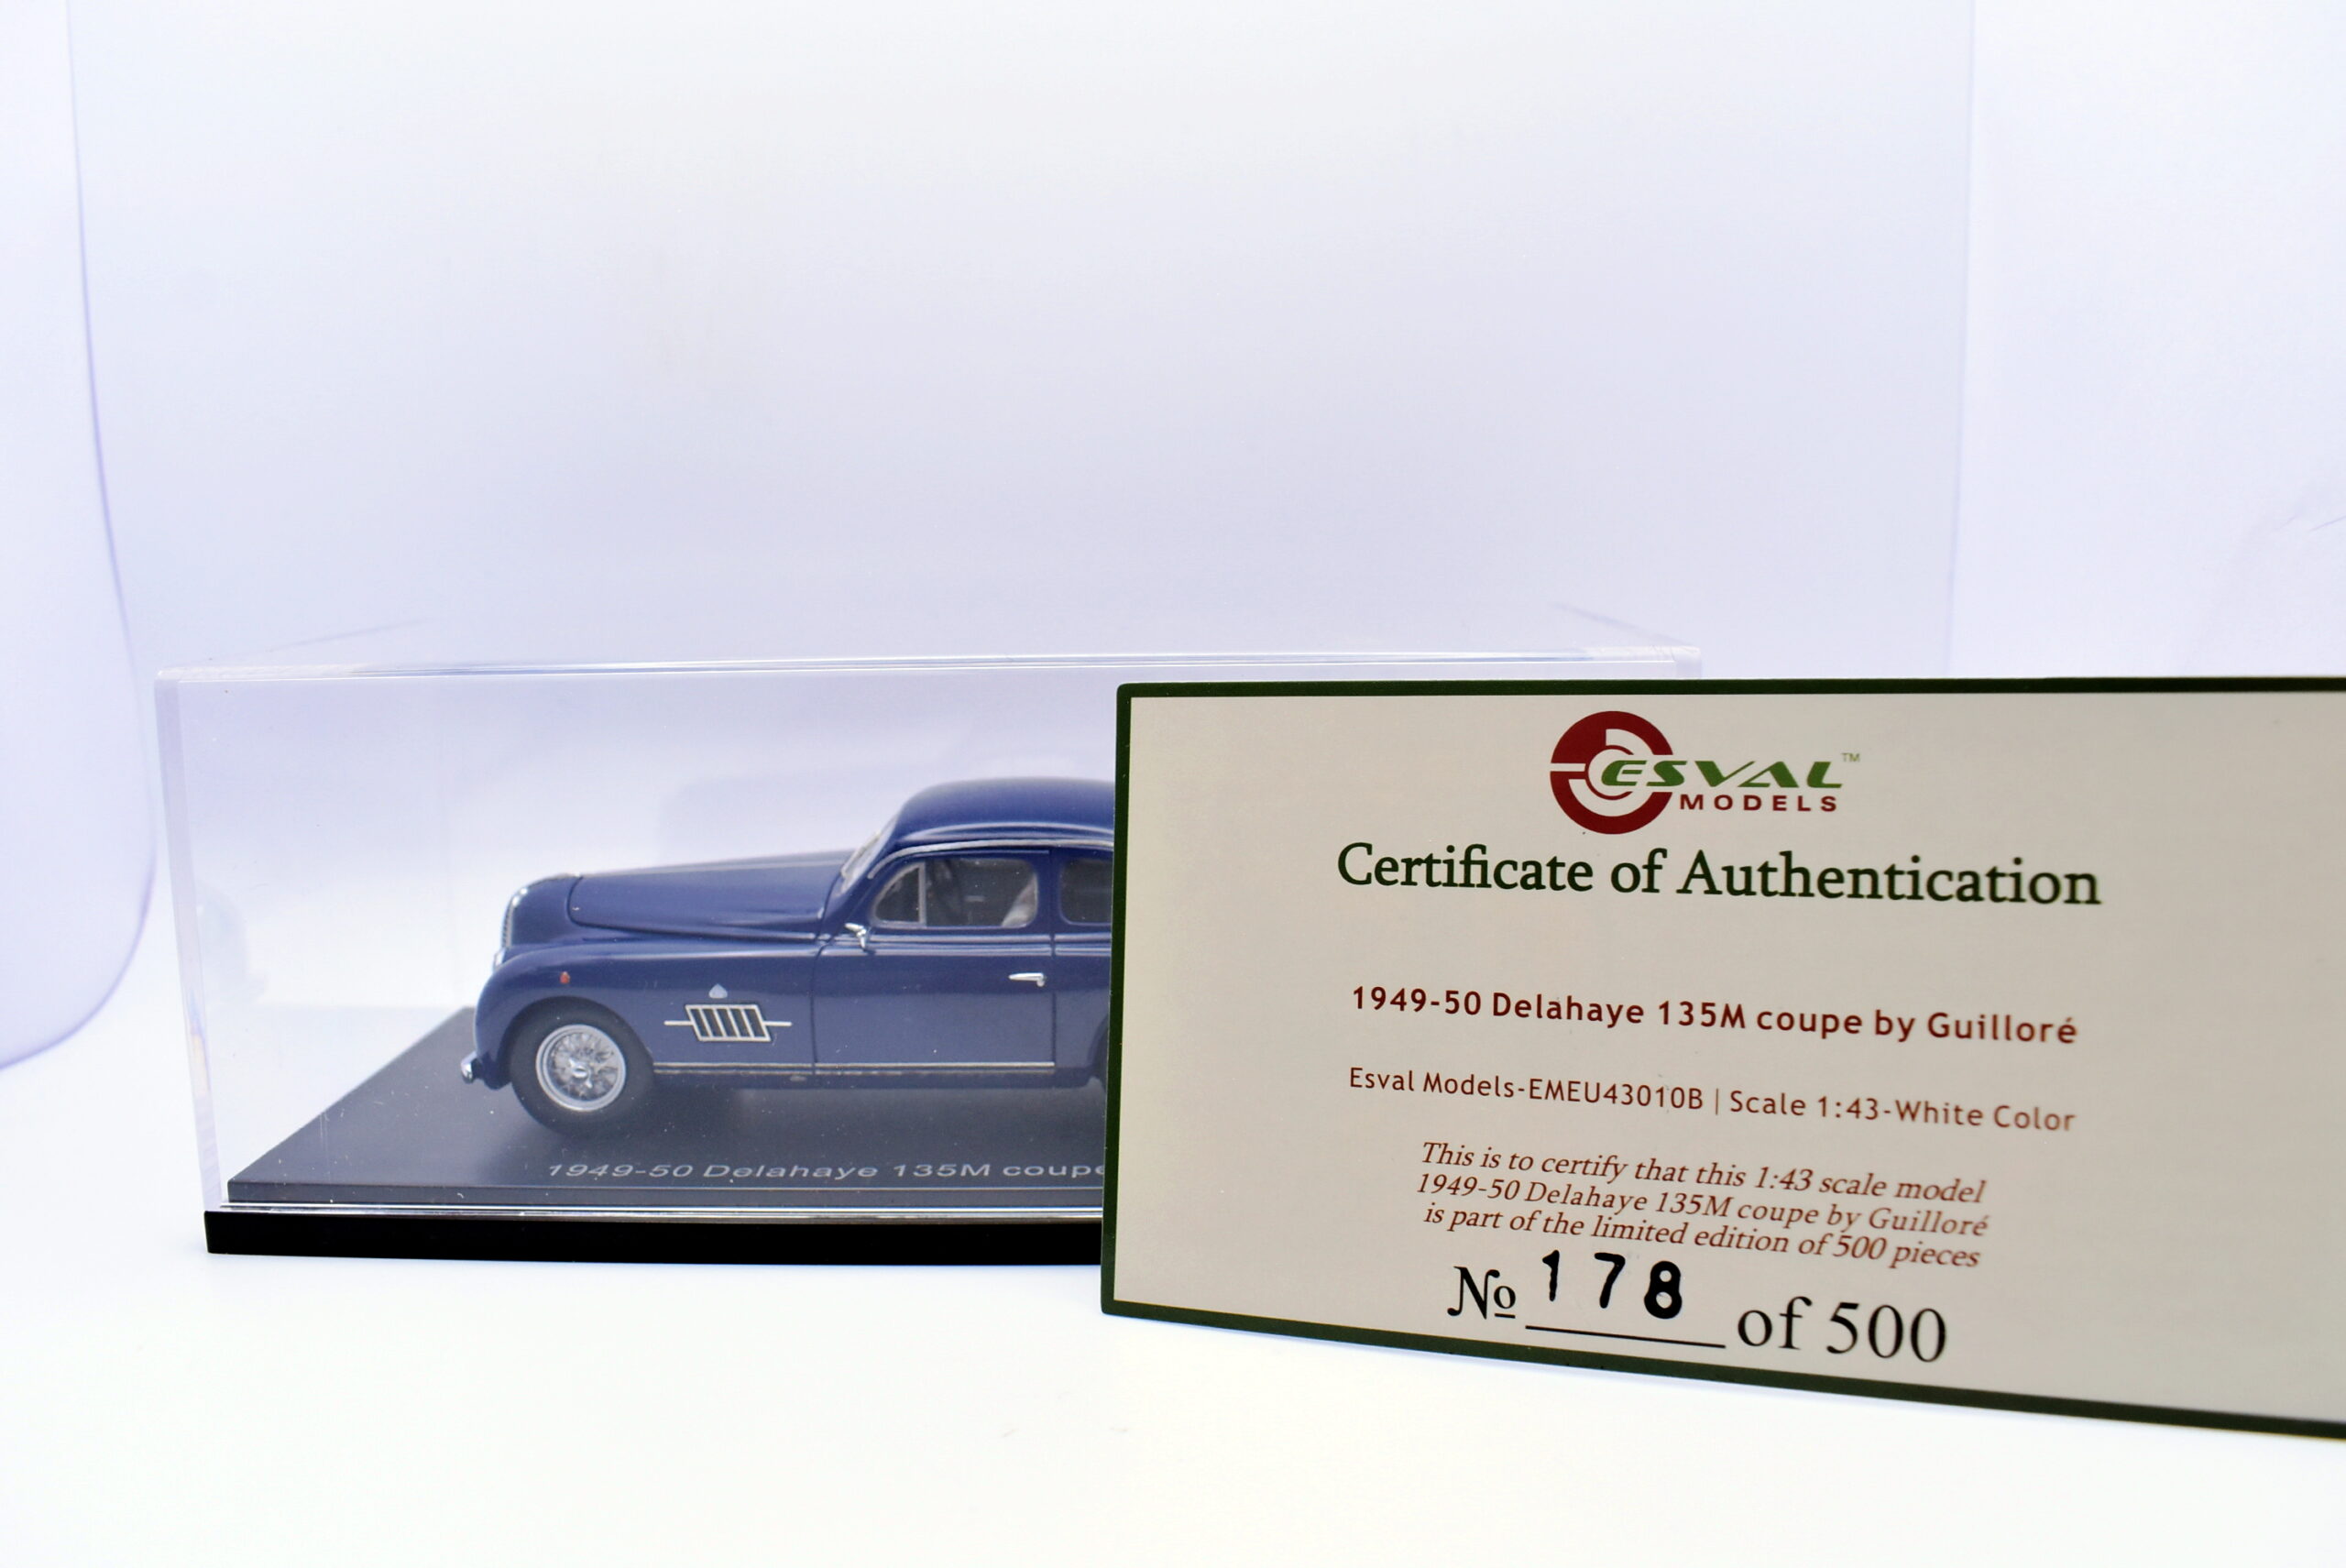 1949-50 Delahaye 135M coupe
ESVAL™
MODELS
Certificate of Authentication
1949-50 Delahaye 135M coupe by Guilloré
Esval Models-EMEU43010B | Scale 1:43-White Color
This is to certify that this 1:43 scale model
1949-50 Delahaye 135M coupe by Guilloré
is part of the limited edition of 500 pieces
№ 178 of 500